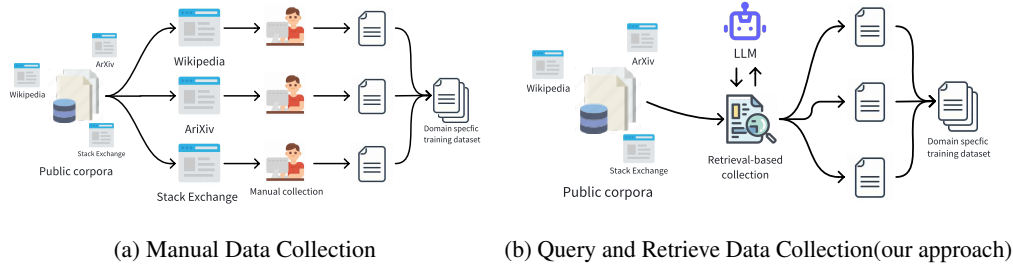 ArXiv
Wikipedia
Stack Exchange
Public corpora
Wikipedia
AriXiv
Stack Exchange
Manual collection
Domain specfic
training dataset
(a) Manual Data Collection
ArXiv
Wikipedia
Stack Exchange
Public corpora
LLM
Retrieval-based
collection
Domain specfic
training dataset
(b) Query and Retrieve Data Collection(our approach)